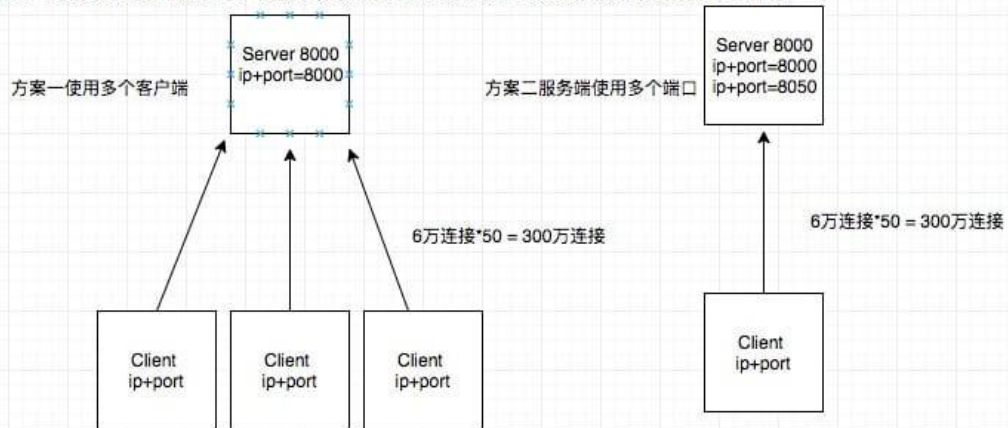 Server 8000
ip+port=8000
方案一使用多个客户端
Server 8000
ip+port=8000
ip+port=8050
方案二服务端使用多个端口
6万连接*50 = 300万连接
6万连接*50 = 300万连接
Client
ip+port
Client
ip+port
Client
ip+port
Client
ip+port